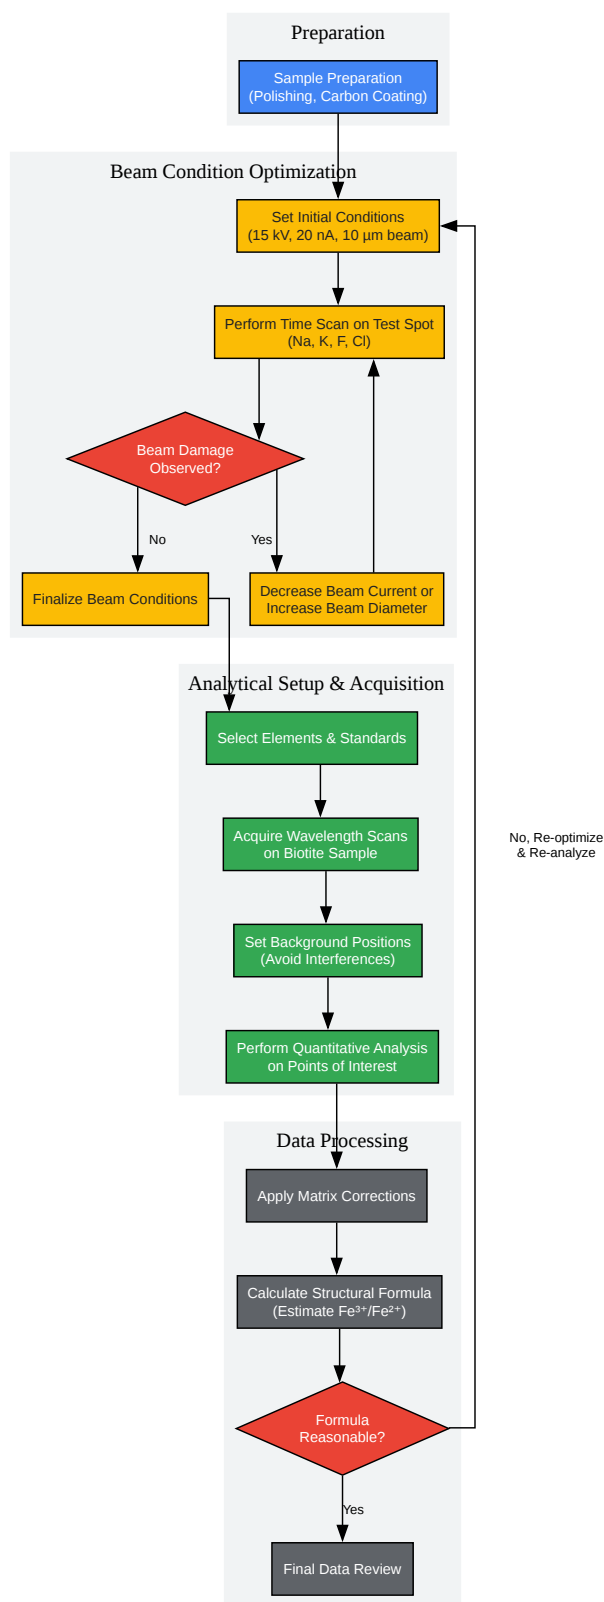 Preparation
Sample Preparation
(Polishing, Carbon Coating)
Beam Condition Optimization
Set Initial Conditions
(15 kV, 20 nA, 10 µm beam)
Perform Time Scan on Test Spot
(Na, K, F, Cl)
Beam Damage
Observed?
No
Yes
Finalize Beam Conditions
Decrease Beam Current or
Increase Beam Diameter
Analytical Setup & Acquisition
Select Elements & Standards
Acquire Wavelength Scans
on Biotite Sample
No, Re-optimize
& Re-analyze
Set Background Positions
(Avoid Interferences)
Perform Quantitative Analysis
on Points of Interest
Data Processing
Apply Matrix Corrections
Calculate Structural Formula
(Estimate Fe³⁺/Fe²⁺)
Formula
Reasonable?
Yes
Final Data Review